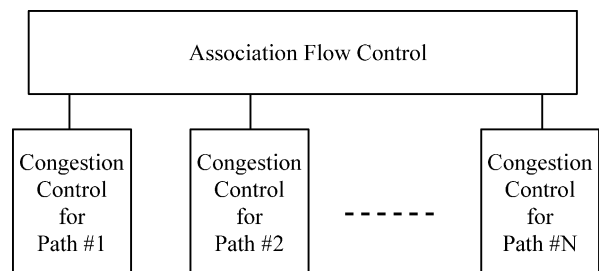 Association Flow Control
Congestion
Control
for
Path #1
Congestion
Control
for
Path #2
Congestion
Control
for
Path #N